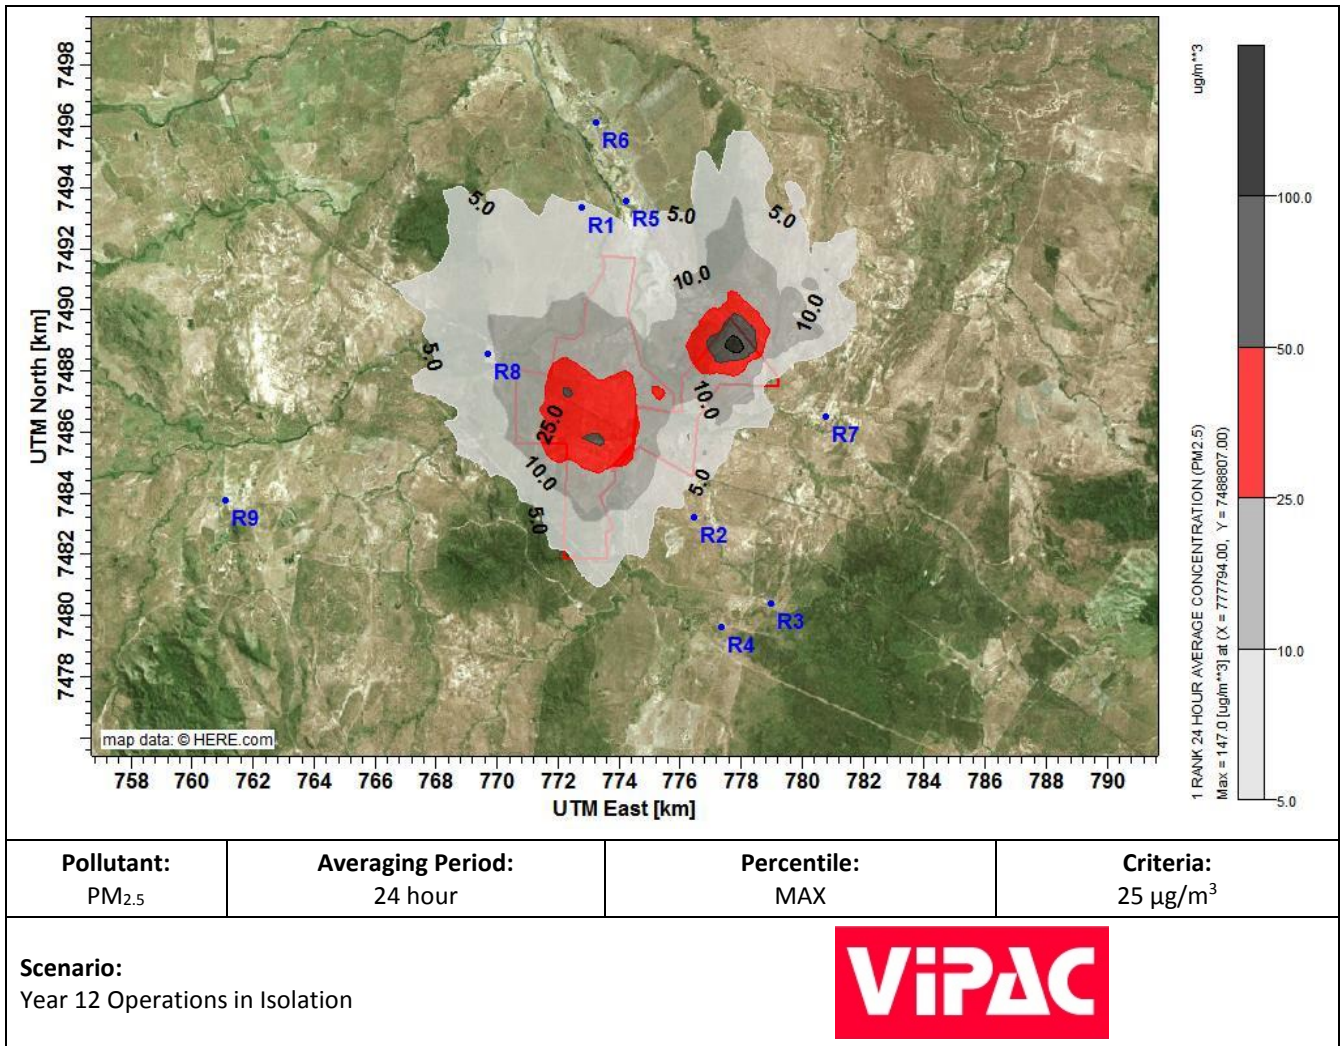 7498
7496
7494
7492
7490
7488
7486
7484
7482
7480
7478
UTM North [km]
R6
5.0
R1
R5
5.0
5.0
10.0
10.0
5.0
R8
10.0
25.0
R7
10.0
5.0
R9
5.0
R2
R3
R4
map data: © HERE.com
758 760 762 764 766 768 770 772 774 776 778 780 782 784 786 788 790
UTM East [km]
ug/m**3
100.0
50.0
25.0
10.0
5.0
1 RANK 24 HOUR AVERAGE CONCENTRATION (PM2.5)
Max = 147.0 [ug/m**3] at (X = 777794.00, Y = 7488807.00)
Pollutant: Averaging Period: Percentile: Criteria:
PM2.5 24 hour MAX 25 µg/m³
Scenario:
Year 12 Operations in Isolation
ViPAC